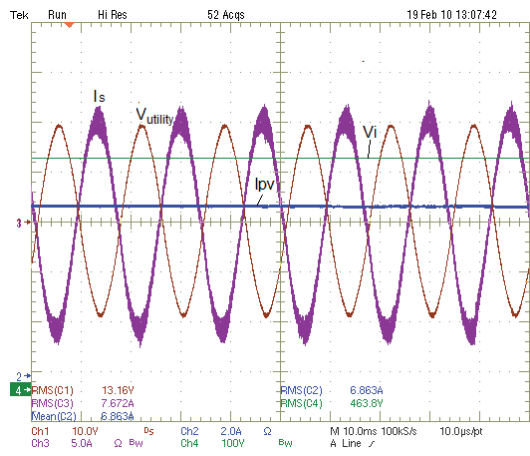 Tek Run Hi Res 52 Acqs 19 Feb 10 13:07:42
Is
Vutility
Vi
Ipv
3
2
4
RMS(C1) 13.16V RMS(C2) 6.863A
RMS(C3) 7.672A RMS(C4) 463.8V
Mean(C2) 6.863A
Ch1 10.0V Bs Ch2 2.0A Ω M 10.0ms 100kS/s 10.0µs/pt
Ch3 5.0A Ω Bw Ch4 100V Bw A Line /